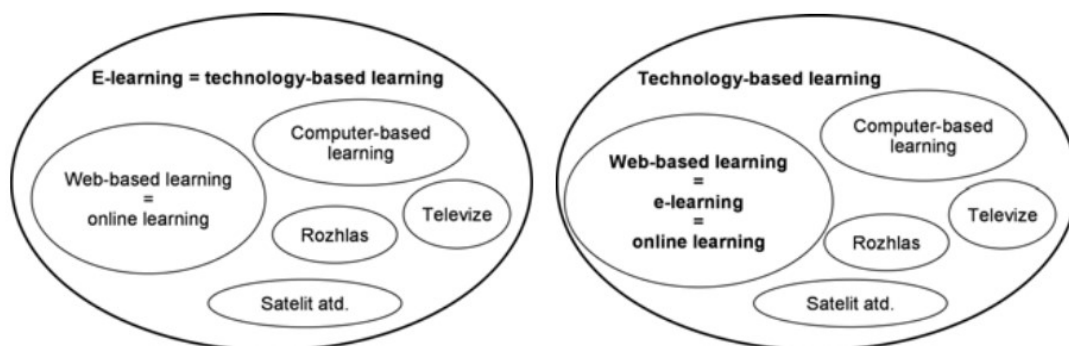 E-learning = technology-based learning
Computer-based
learning
Web-based learning
=
online learning
Televize
Rozhlas
Satelit atd.
Technology-based learning
Computer-based
learning
Web-based learning
=
e-learning
=
online learning
Televize
Rozhlas
Satelit atd.